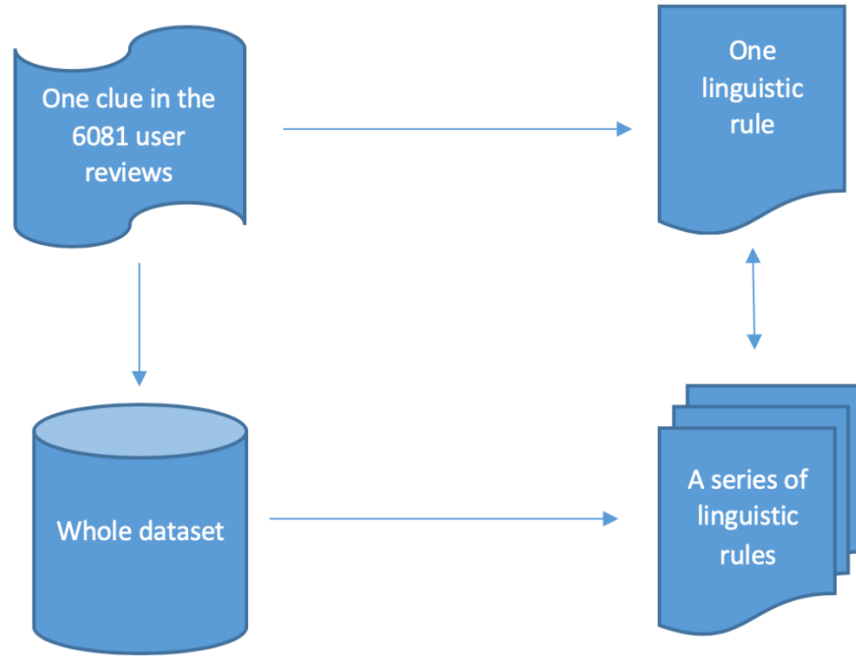 One clue in the
6081 user
reviews
One
linguistic
rule
Whole dataset
A series of
linguistic
rules